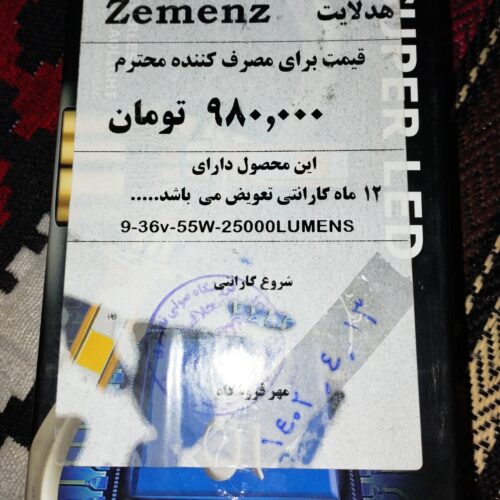 هدلایت Zemenz
قیمت برای مصرف کننده محترم
۹۸۰,۰۰۰ تومان
این محصول دارای
۱۲ ماه گارانتی تعویض می باشد.....
9-36v-55W-25000LUMENS
شروع گارانتی
مهر فروشگاه
SUPER LED